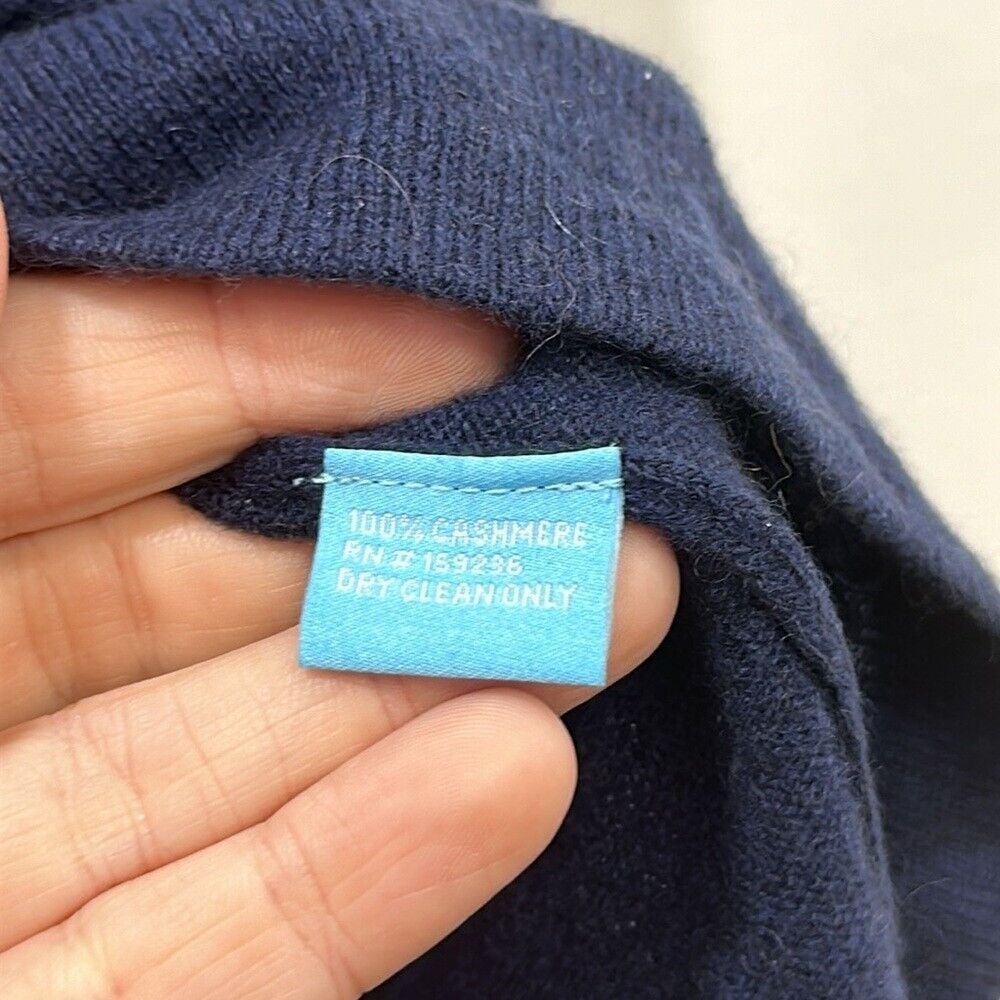 100% CASHMERE
RN# 159236
DRY CLEAN ONLY